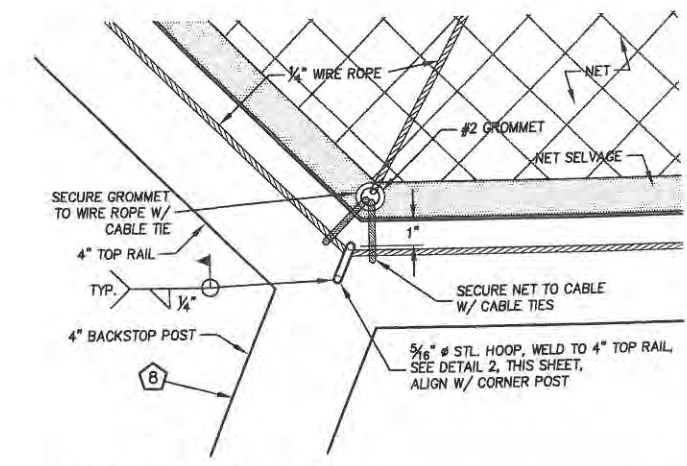 ¼" WIRE ROPE
NET
#2 GROMMET
NET SELVAGE
SECURE GROMMET
TO WIRE ROPE W/
CABLE TIE
4" TOP RAIL
1"
TYP.
¼"
SECURE NET TO CABLE
W/ CABLE TIES
4" BACKSTOP POST
5/16" ø STL. HOOP, WELD TO 4" TOP RAIL,
SEE DETAIL 2, THIS SHEET,
ALIGN W/ CORNER POST
8